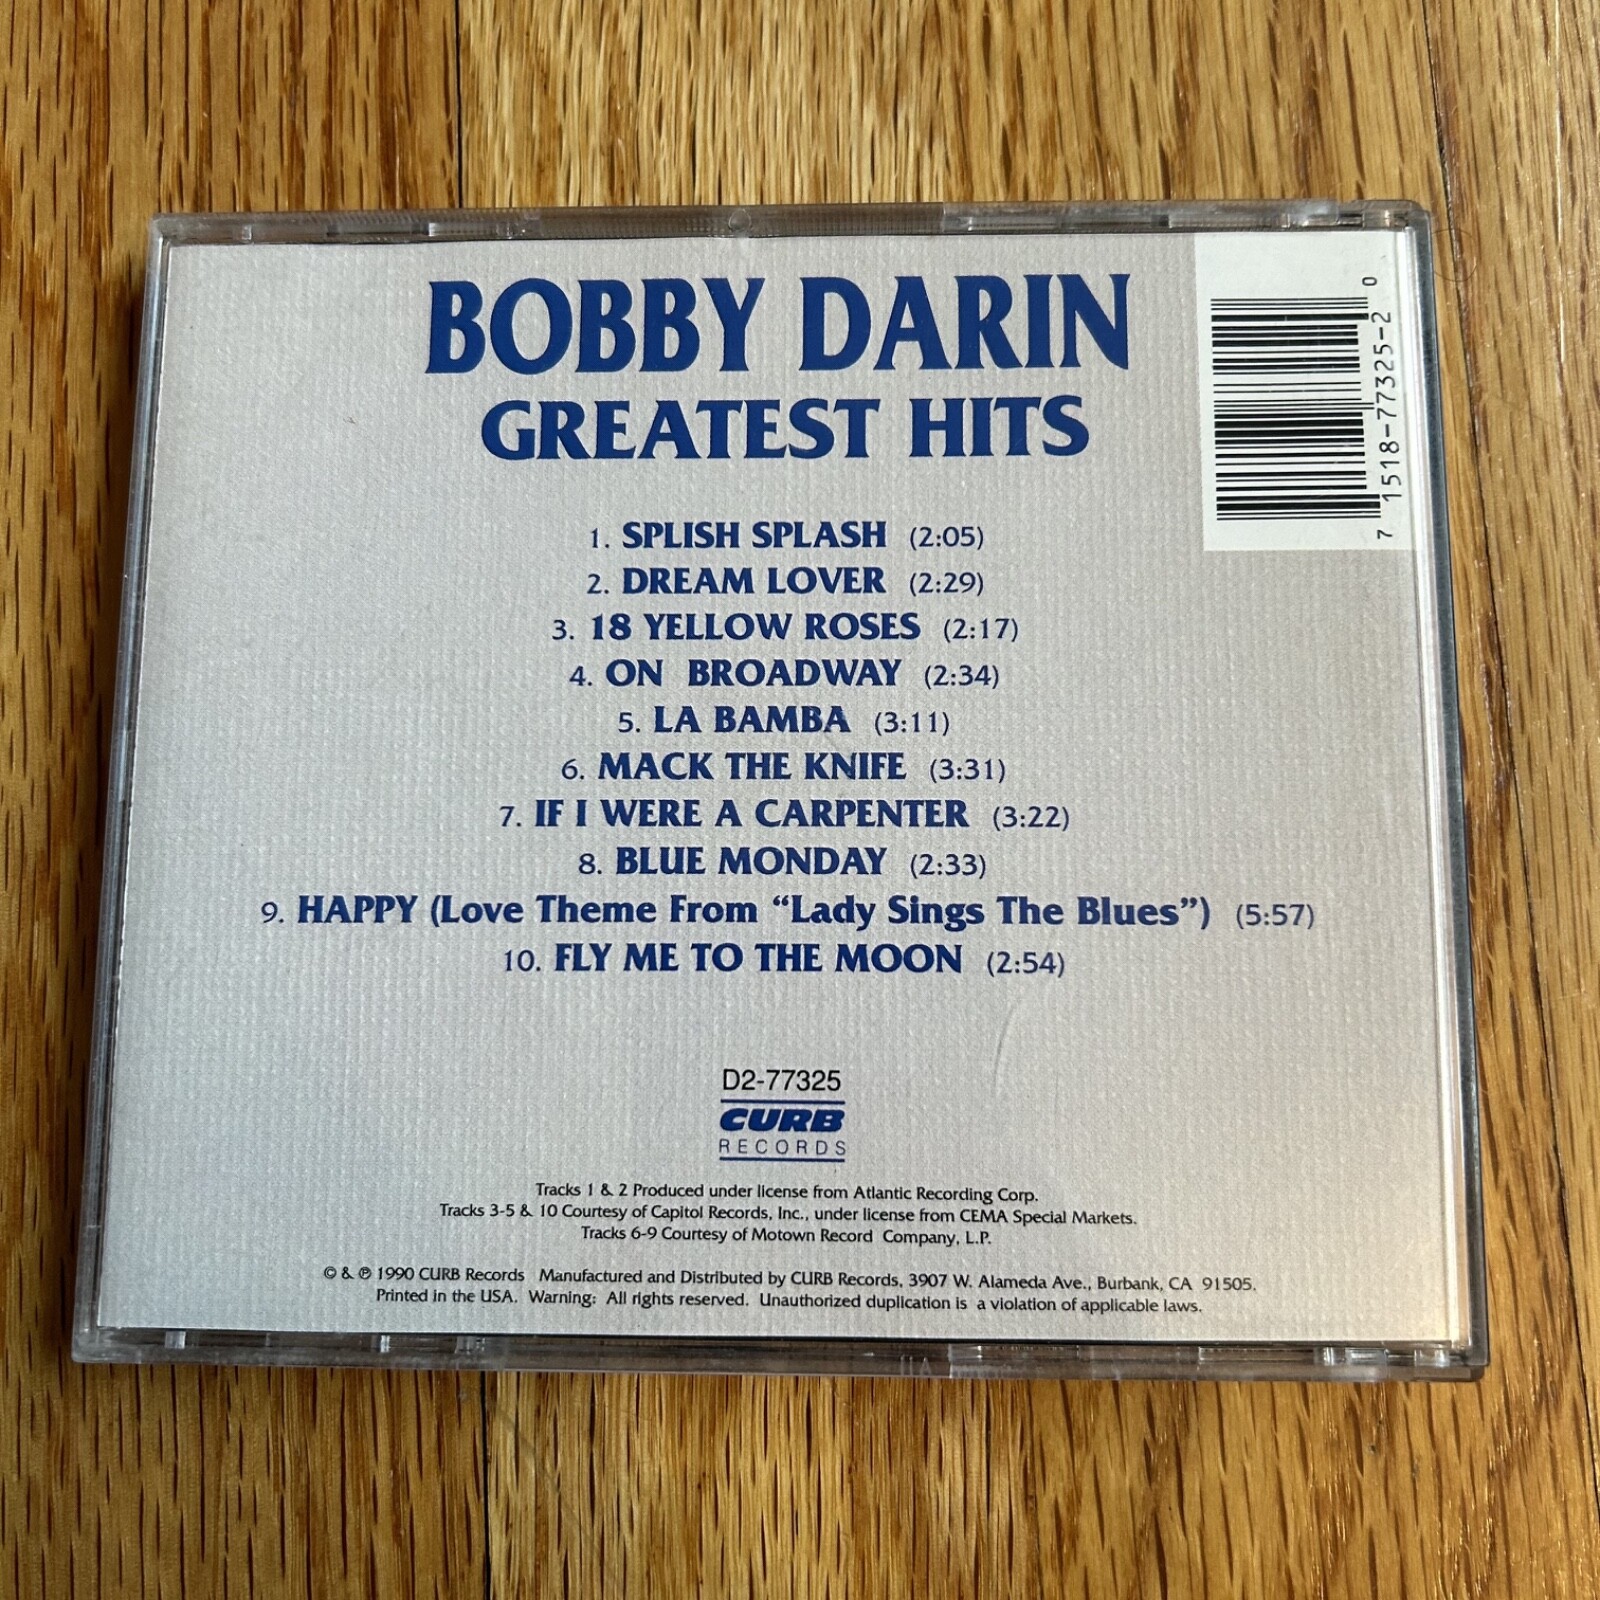 BOBBY DARIN
GREATEST HITS
7 1518-77325-2 0
1. SPLISH SPLASH (2:05)
2. DREAM LOVER (2:29)
3. 18 YELLOW ROSES (2:17)
4. ON BROADWAY (2:34)
5. LA BAMBA (3:11)
6. MACK THE KNIFE (3:31)
7. IF I WERE A CARPENTER (3:22)
8. BLUE MONDAY (2:33)
9. HAPPY (Love Theme From “Lady Sings The Blues”) (5:57)
10. FLY ME TO THE MOON (2:54)
D2-77325
CURB
RECORDS
Tracks 1 & 2 Produced under license from Atlantic Recording Corp.
Tracks 3-5 & 10 Courtesy of Capitol Records, Inc., under license from CEMA Special Markets.
Tracks 6-9 Courtesy of Motown Record Company, L.P.
© & ℗ 1990 CURB Records Manufactured and Distributed by CURB Records, 3907 W. Alameda Ave., Burbank, CA 91505.
Printed in the USA. Warning: All rights reserved. Unauthorized duplication is a violation of applicable laws.